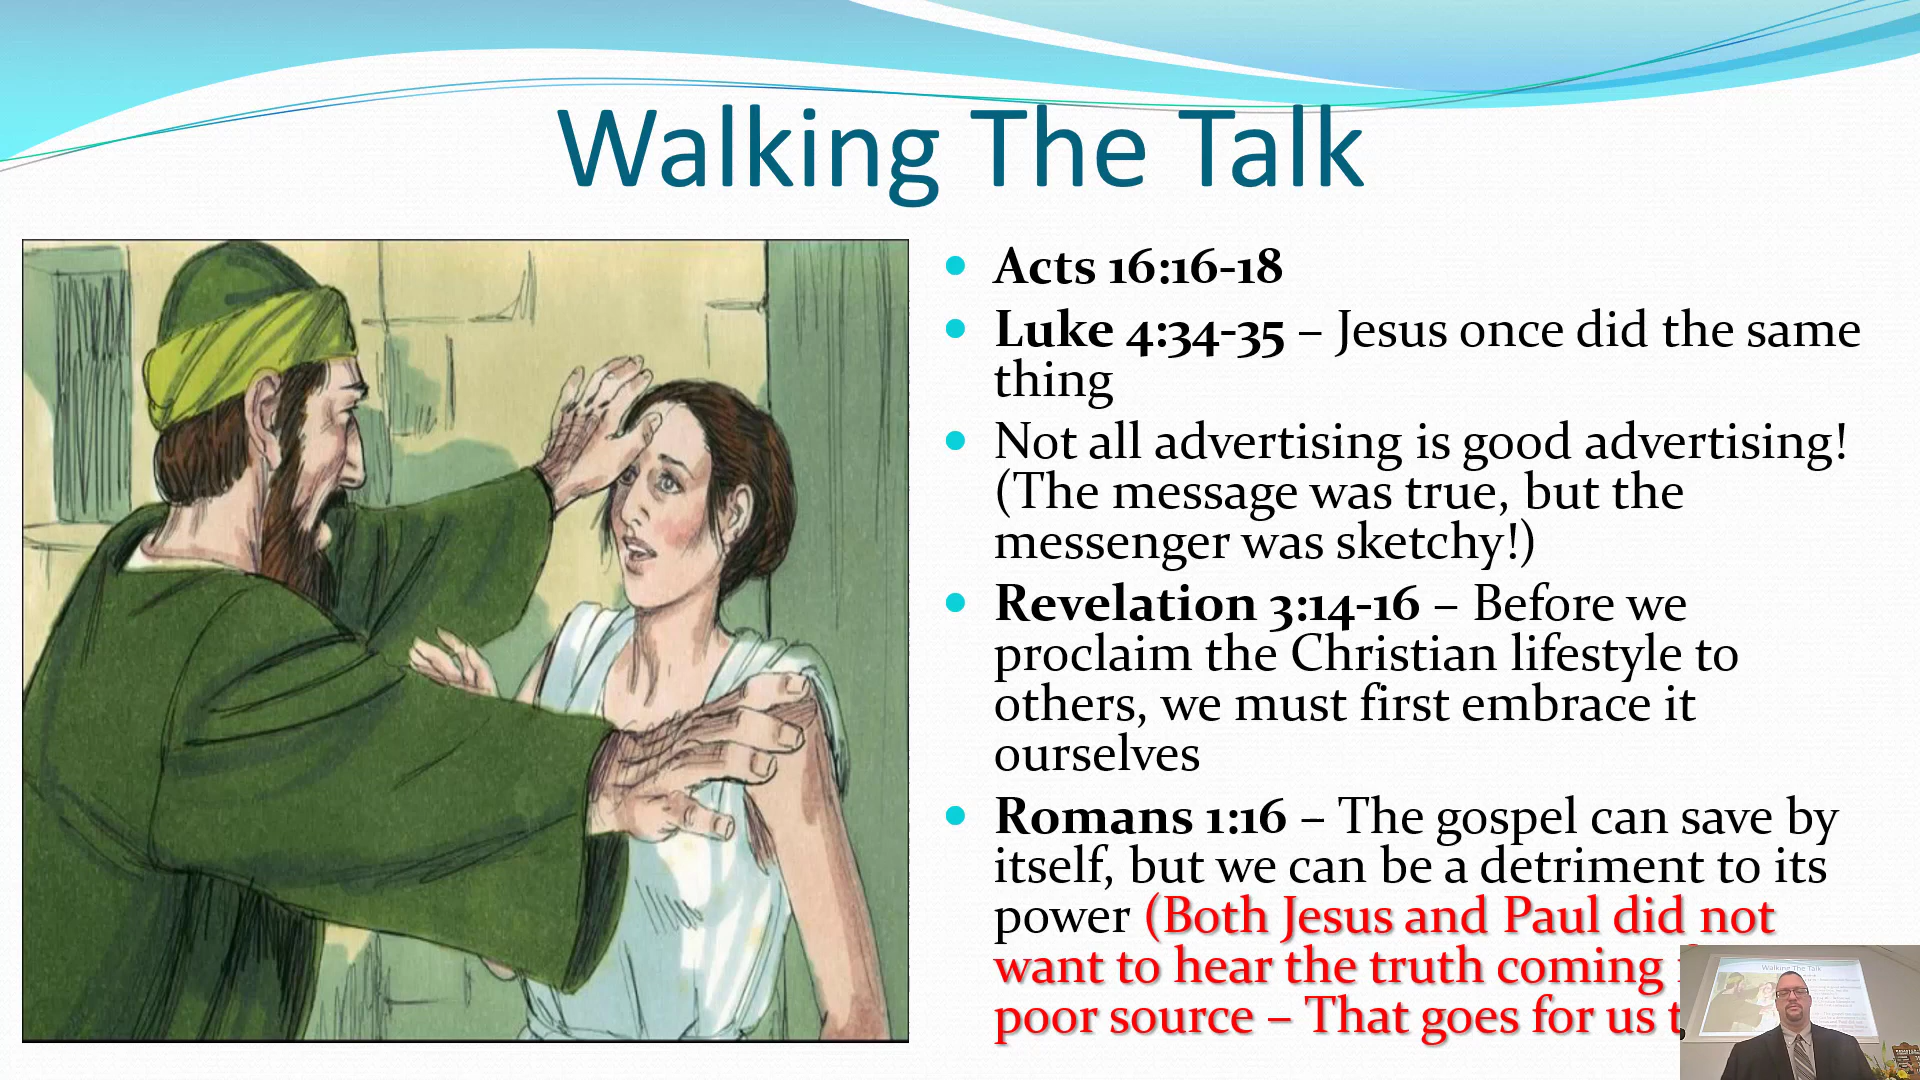 Walking The Talk
Acts 16:16-18
Luke 4:34-35 – Jesus once did the same
thing
Not all advertising is good advertising!
(The message was true, but the
messenger was sketchy!)
Revelation 3:14-16 – Before we
proclaim the Christian lifestyle to
others, we must first embrace it
ourselves
Romans 1:16 – The gospel can save by
itself, but we can be a detriment to its
power (Both Jesus and Paul did not
want to hear the truth coming
poor source – That goes for us
Walking The Talk